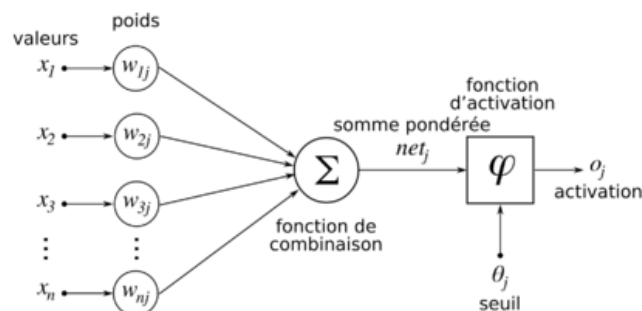 poids
valeurs
x₁
w₁ⱼ
x₂
w₂ⱼ
x₃
w₃ⱼ
xₙ
wₙⱼ
Σ
fonction de
combinaison
somme pondérée
netⱼ
fonction
d'activation
φ
oⱼ
activation
θⱼ
seuil